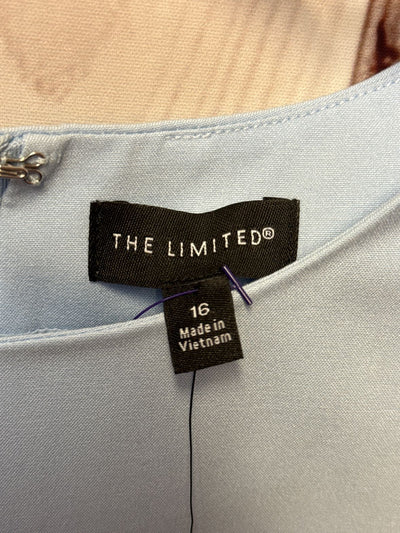 THE LIMITED®
16
Made in
Vietnam